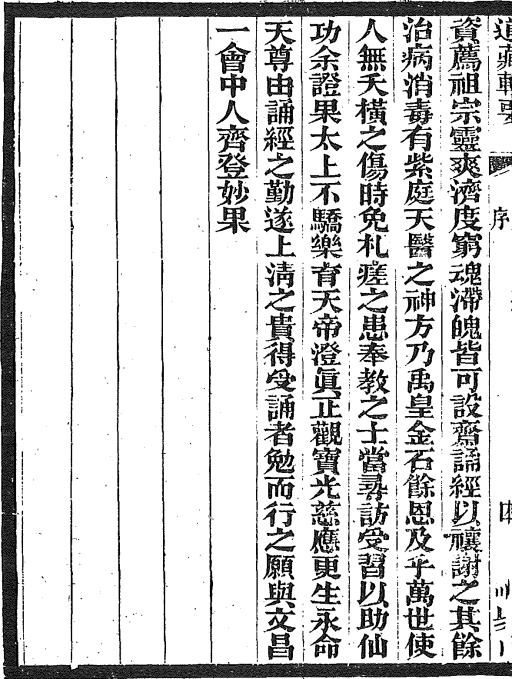 道藏輯要
序
資薦祖宗靈爽濟度窮魂滯魄皆可設齋誦經以禳謝之其餘
治病消毒有紫庭天醫之神方乃禹皇金石餘恩及乎萬世使
人無夭橫之傷時免札瘥之患奉教之士當尋訪受習以助仙
功余證果太上不驕樂育天帝澄眞正觀寶光慈應更生永命
天尊由誦經之勤遂上淸之貴得受誦者勉而行之願與文昌
一會中人齊登妙果